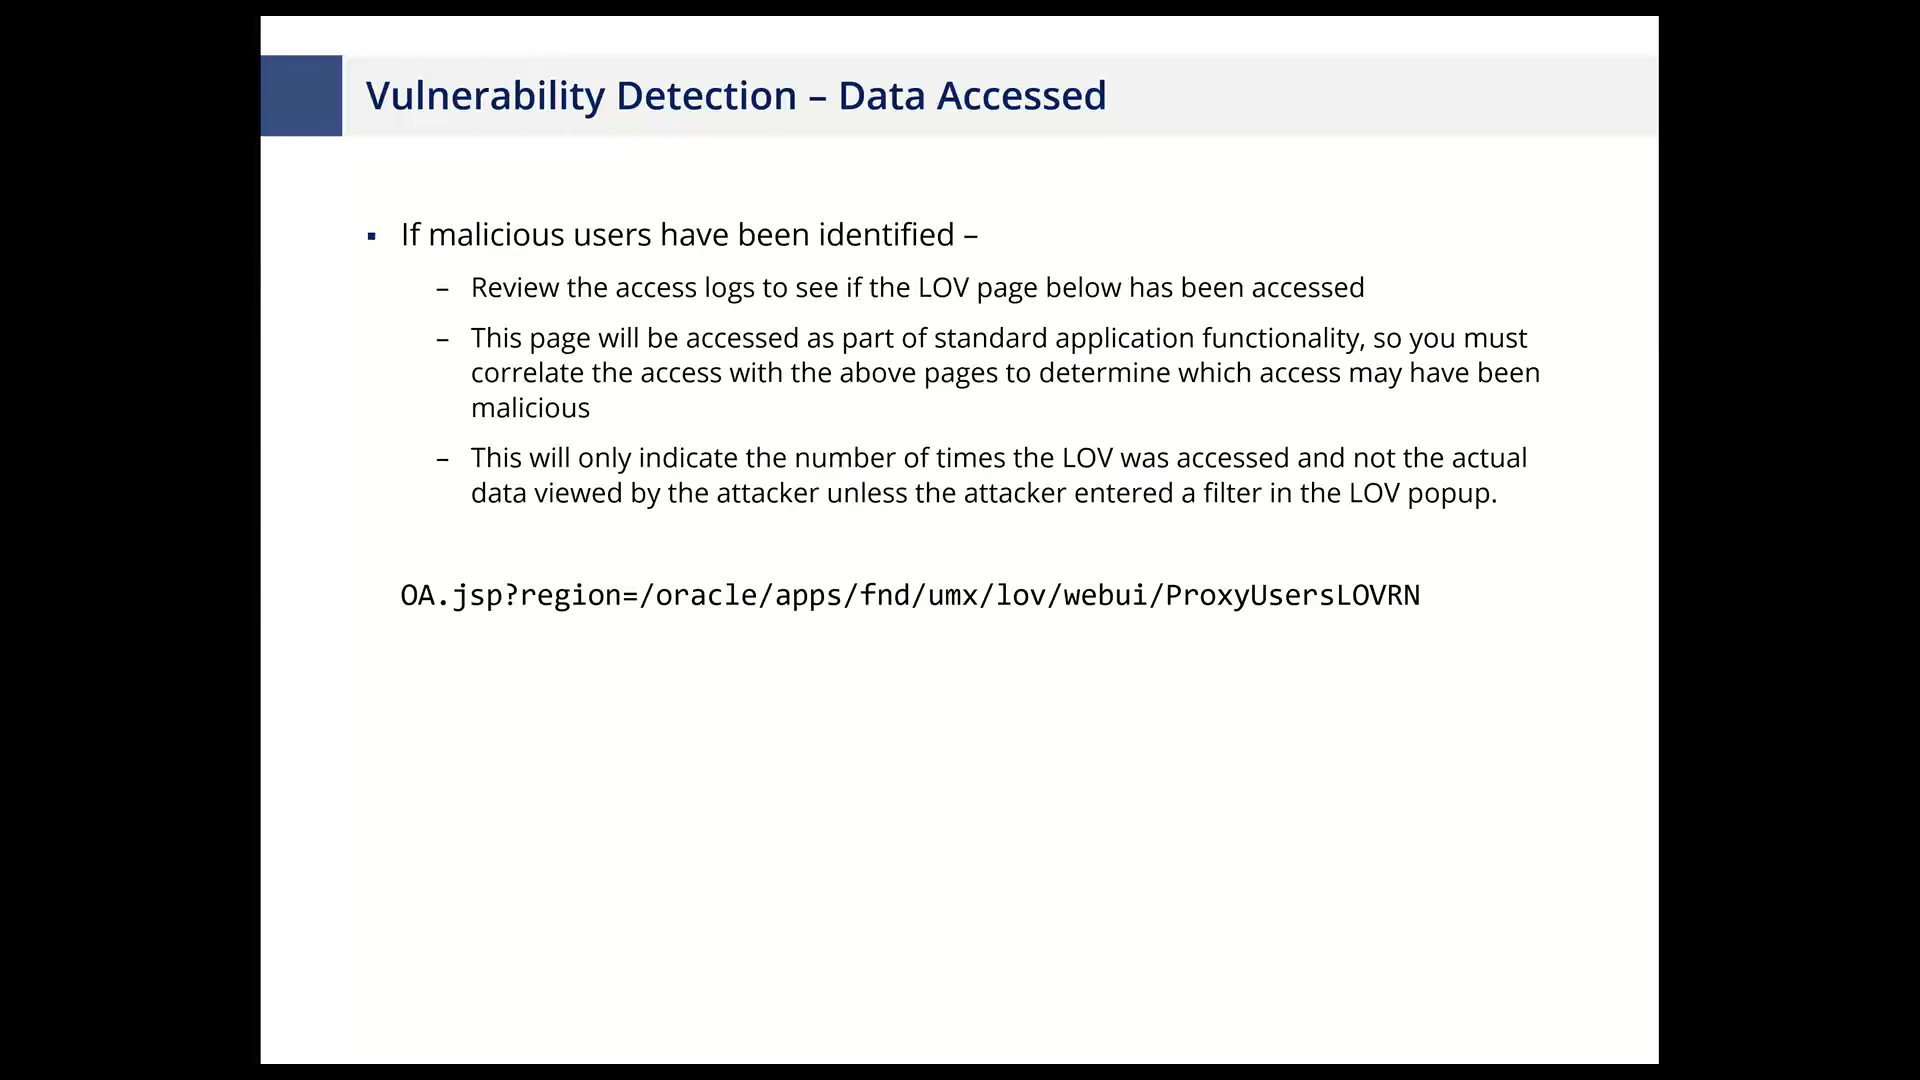 Vulnerability Detection – Data Accessed
▪ If malicious users have been identified –
– Review the access logs to see if the LOV page below has been accessed
– This page will be accessed as part of standard application functionality, so you must
correlate the access with the above pages to determine which access may have been
malicious
– This will only indicate the number of times the LOV was accessed and not the actual
data viewed by the attacker unless the attacker entered a filter in the LOV popup.
OA.jsp?region=/oracle/apps/fnd/umx/lov/webui/ProxyUsersLOVRN